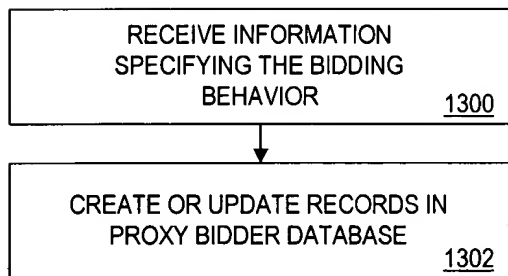 RECEIVE INFORMATION
SPECIFYING THE BIDDING
BEHAVIOR
1300
CREATE OR UPDATE RECORDS IN
PROXY BIDDER DATABASE
1302